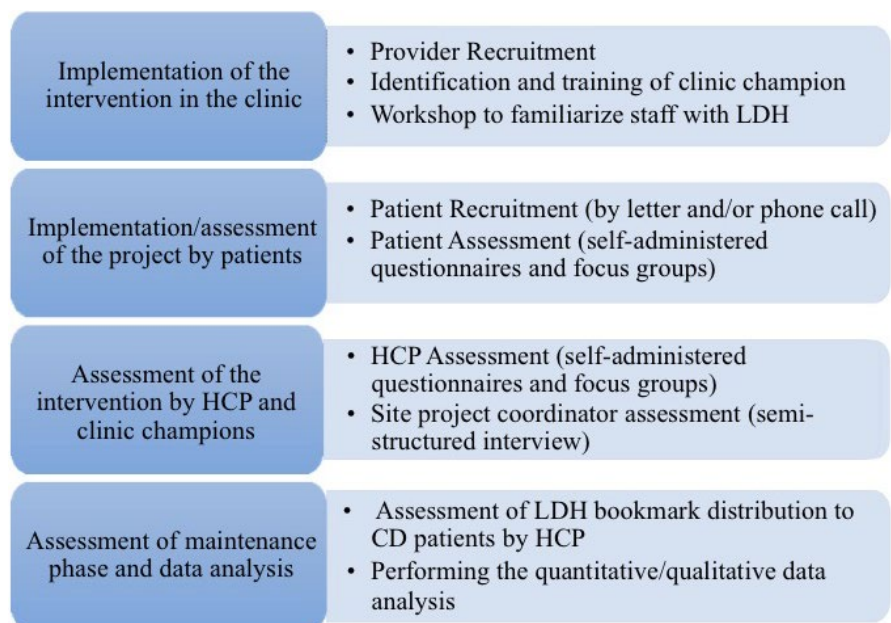 Implementation of the
intervention in the clinic
• Provider Recruitment
• Identification and training of clinic champion
• Workshop to familiarize staff with LDH
Implementation/assessment
of the project by patients
• Patient Recruitment (by letter and/or phone call)
• Patient Assessment (self-administered
questionnaires and focus groups)
Assessment of the
intervention by HCP and
clinic champions
• HCP Assessment (self-administered
questionnaires and focus groups)
• Site project coordinator assessment (semi-
structured interview)
Assessment of maintenance
phase and data analysis
• Assessment of LDH bookmark distribution to
CD patients by HCP
• Performing the quantitative/qualitative data
analysis